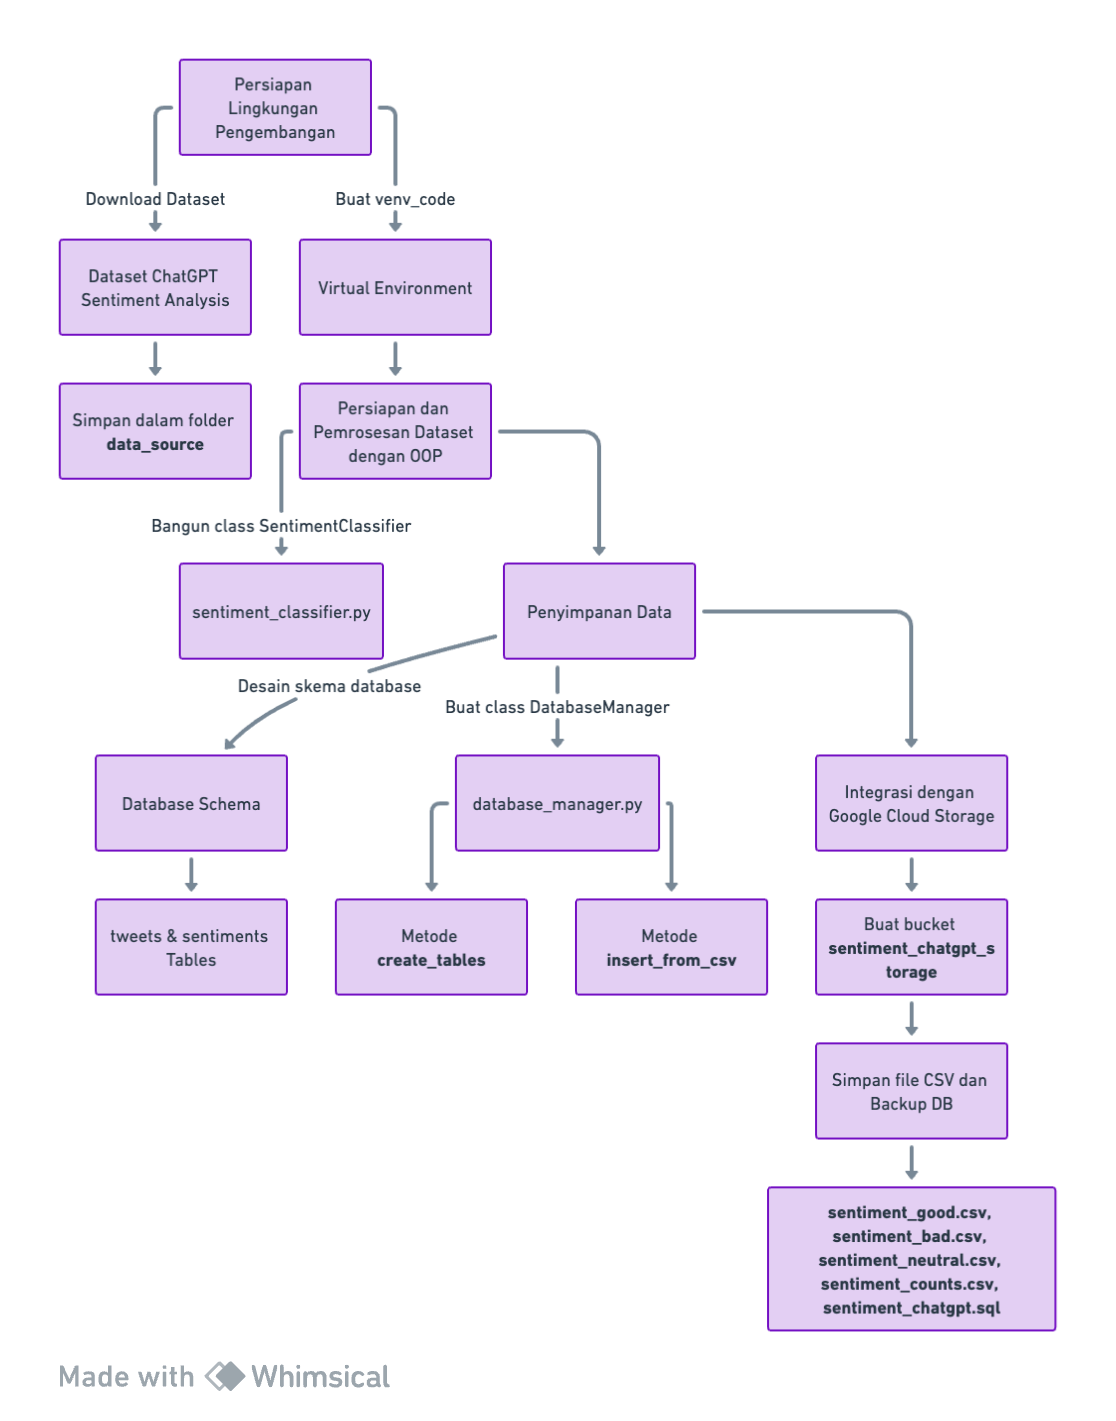 Persiapan
Lingkungan
Pengembangan
Download Dataset
Buat venv_code
Dataset ChatGPT
Sentiment Analysis
Virtual Environment
Simpan dalam folder
data_source
Persiapan dan
Pemrosesan Dataset
dengan OOP
Bangun class SentimentClassifier
sentiment_classifier.py
Penyimpanan Data
Desain skema database
Buat class DatabaseManager
Database Schema
database_manager.py
Integrasi dengan
Google Cloud Storage
tweets & sentiments
Tables
Metode
create_tables
Metode
insert_from_csv
Buat bucket
sentiment_chatgpt_s
torage
Simpan file CSV dan
Backup DB
sentiment_good.csv,
sentiment_bad.csv,
sentiment_neutral.csv,
sentiment_counts.csv,
sentiment_chatgpt.sql
Made with Whimsical